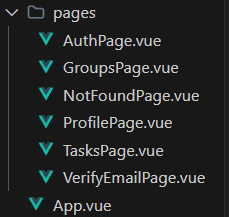 pages
AuthPage.vue
GroupsPage.vue
NotFoundPage.vue
ProfilePage.vue
TasksPage.vue
VerifyEmailPage.vue
App.vue